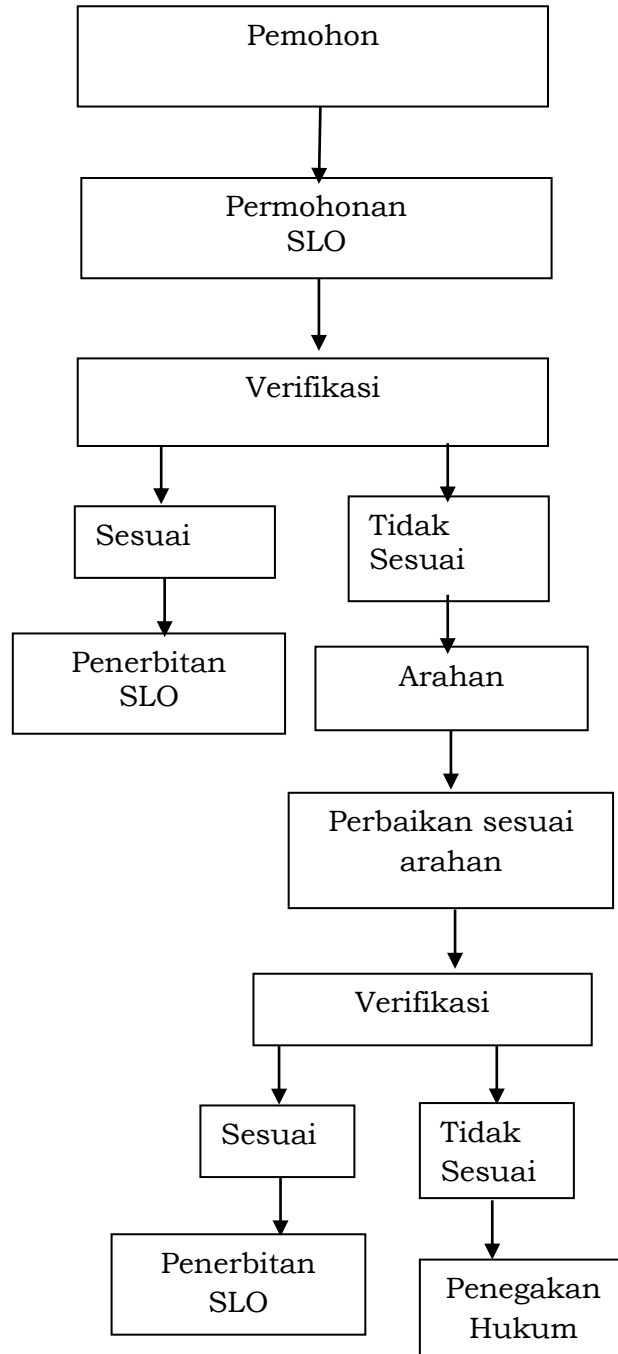 Pemohon
Permohonan
SLO
Verifikasi
Sesuai
Tidak
Sesuai
Penerbitan
SLO
Arahan
Perbaikan sesuai
arahan
Verifikasi
Sesuai
Tidak
Sesuai
Penerbitan
SLO
Penegakan
Hukum